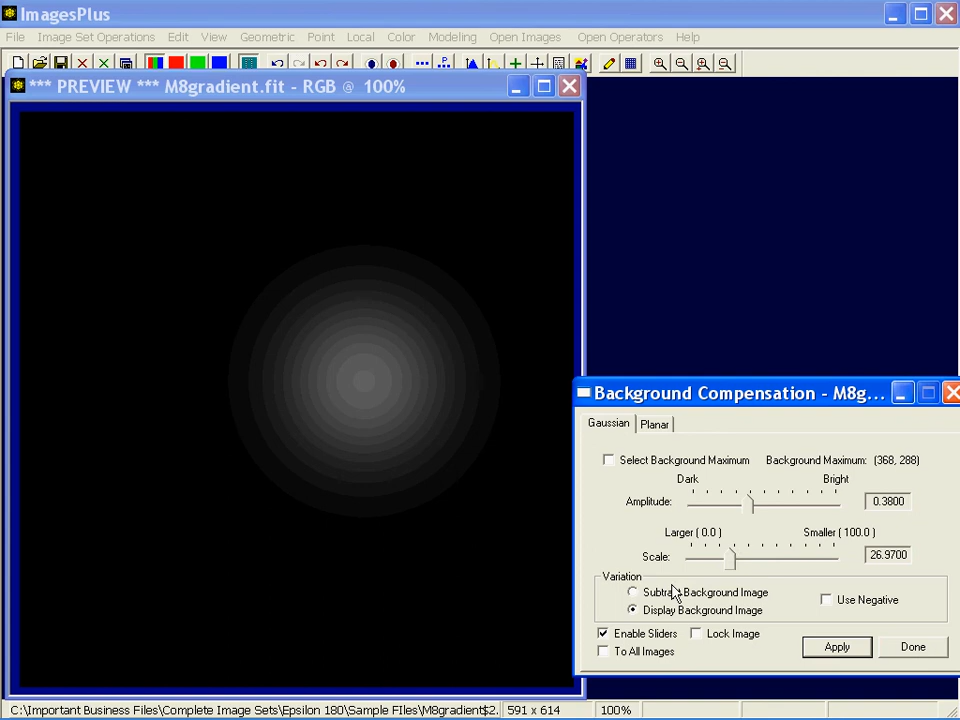 ImagesPlus
File Image Set Operations Edit View Geometric Point Local Color Modeling Open Images Open Operators Help
*** PREVIEW *** M8gradient.fit - RGB @ 100%
Background Compensation - M8g...
Gaussian Planar
Select Background Maximum Background Maximum: (368, 288)
Dark Bright
Amplitude: 0.3800
Larger ( 0.0 ) Smaller ( 100.0 )
Scale: 26.9700
Variation
Subtract Background Image
Use Negative
Display Background Image
Enable Sliders Lock Image
To All Images
Apply Done
C:\Important Business Files\Complete Image Sets\Epsilon 180\Sample FIles\M8gradient$2. 591 x 614 100%